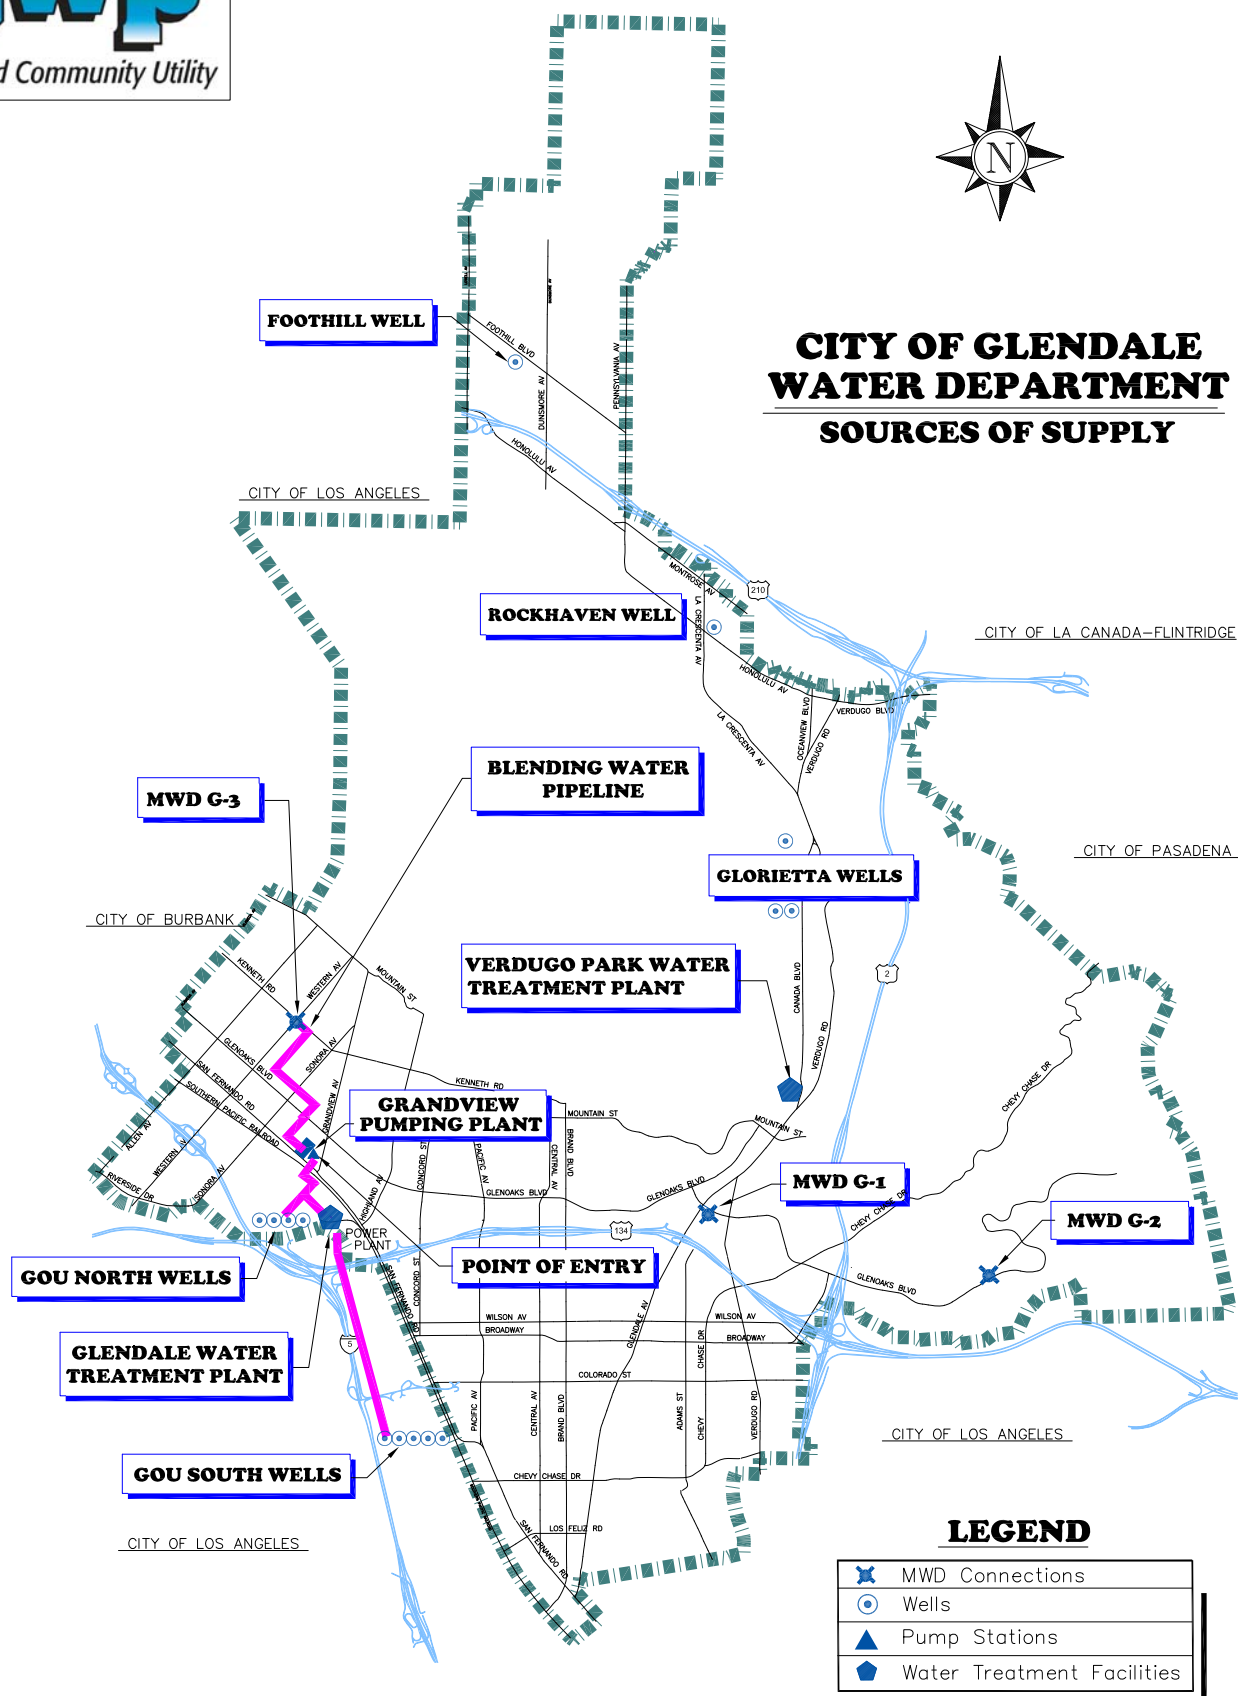 wp
d Community Utility
N
CITY OF GLENDALE
WATER DEPARTMENT
SOURCES OF SUPPLY
FOOTHILL WELL
FOOTHILL BLVD
DUNSMORE AV
PENNSYLVANIA AV
HONOLULU AV
CITY OF LOS ANGELES
MONTROSE AV
210
ROCKHAVEN WELL
LA CRESCENTA AV
CITY OF LA CANADA-FLINTRIDGE
HONOLULU AV
VERDUGO BLVD
OCEANVIEW BLVD
VERDUGO RD
LA CRESCENTA AV
BLENDING WATER
PIPELINE
MWD G-3
CITY OF PASADENA
GLORIETTA WELLS
CITY OF BURBANK
KENNETH RD
WESTERN AV
MOUNTAIN ST
VERDUGO PARK WATER
TREATMENT PLANT
2
CANADA BLVD
VERDUGO RD
GLENOAKS BLVD
SONORA AV
SAN FERNANDO RD
SOUTHERN PACIFIC RAILROAD
GRANDVIEW AV
KENNETH RD
CHEVY CHASE DR
GRANDVIEW
PUMPING PLANT
MOUNTAIN ST
MOUNTAIN ST
ALLEN AV
WESTERN AV
SONORA AV
RIVERSIDE DR
HIGHLAND AV
CONCORD ST
PACIFIC AV
CENTRAL AV
BRAND BLVD
GLENOAKS BLVD
GLENOAKS BLVD
MWD G-1
CHEVY CHASE DR
MWD G-2
134
POWER
PLANT
GOU NORTH WELLS
POINT OF ENTRY
GLENOAKS BLVD
SAN FERNANDO RD
CONCORD ST
WILSON AV
WILSON AV
BROADWAY
BROADWAY
GLENDALE AV
CHASE DR
5
GLENDALE WATER
TREATMENT PLANT
COLORADO ST
PACIFIC AV
CENTRAL AV
BRAND BLVD
ADAMS ST
CHEVY
VERDUGO RD
CITY OF LOS ANGELES
GOU SOUTH WELLS
CHEVY CHASE DR
SAN FERNANDO RD
LOS FELIZ RD
CITY OF LOS ANGELES
LEGEND
MWD Connections
Wells
Pump Stations
Water Treatment Facilities